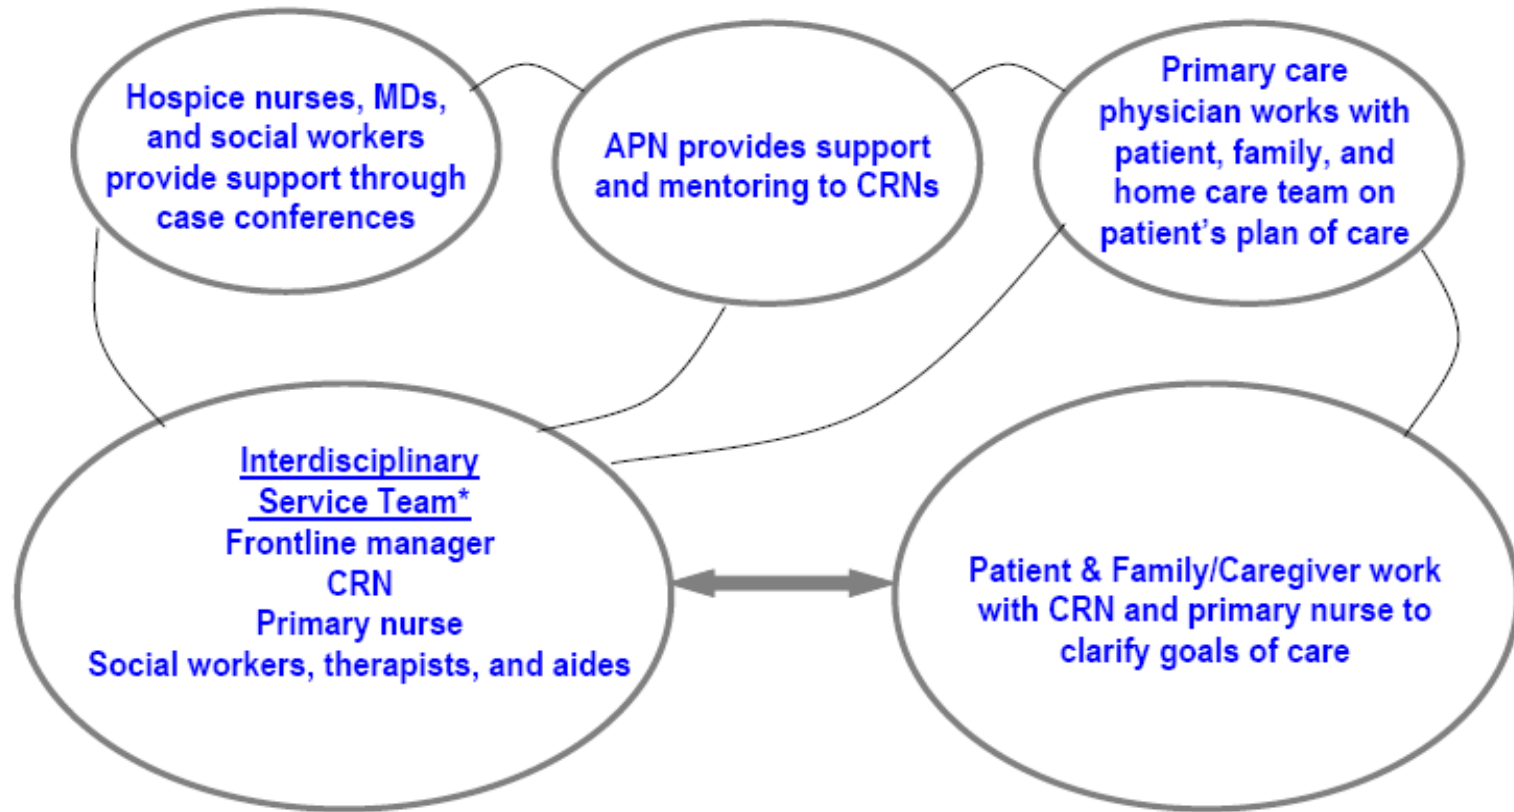 Hospice nurses, MDs,
and social workers
provide support through
case conferences
APN provides support
and mentoring to CRNs
Primary care
physician works with
patient, family, and
home care team on
patient’s plan of care
Interdisciplinary
Service Team*
Frontline manager
CRN
Primary nurse
Social workers, therapists, and aides
Patient & Family/Caregiver work
with CRN and primary nurse to
clarify goals of care